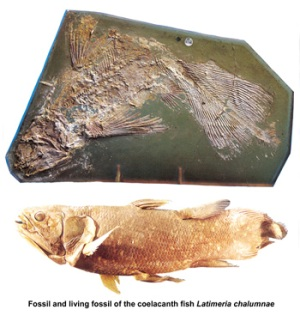 Fossil and living fossil of the coelacanth fish Latimeria chalumnae